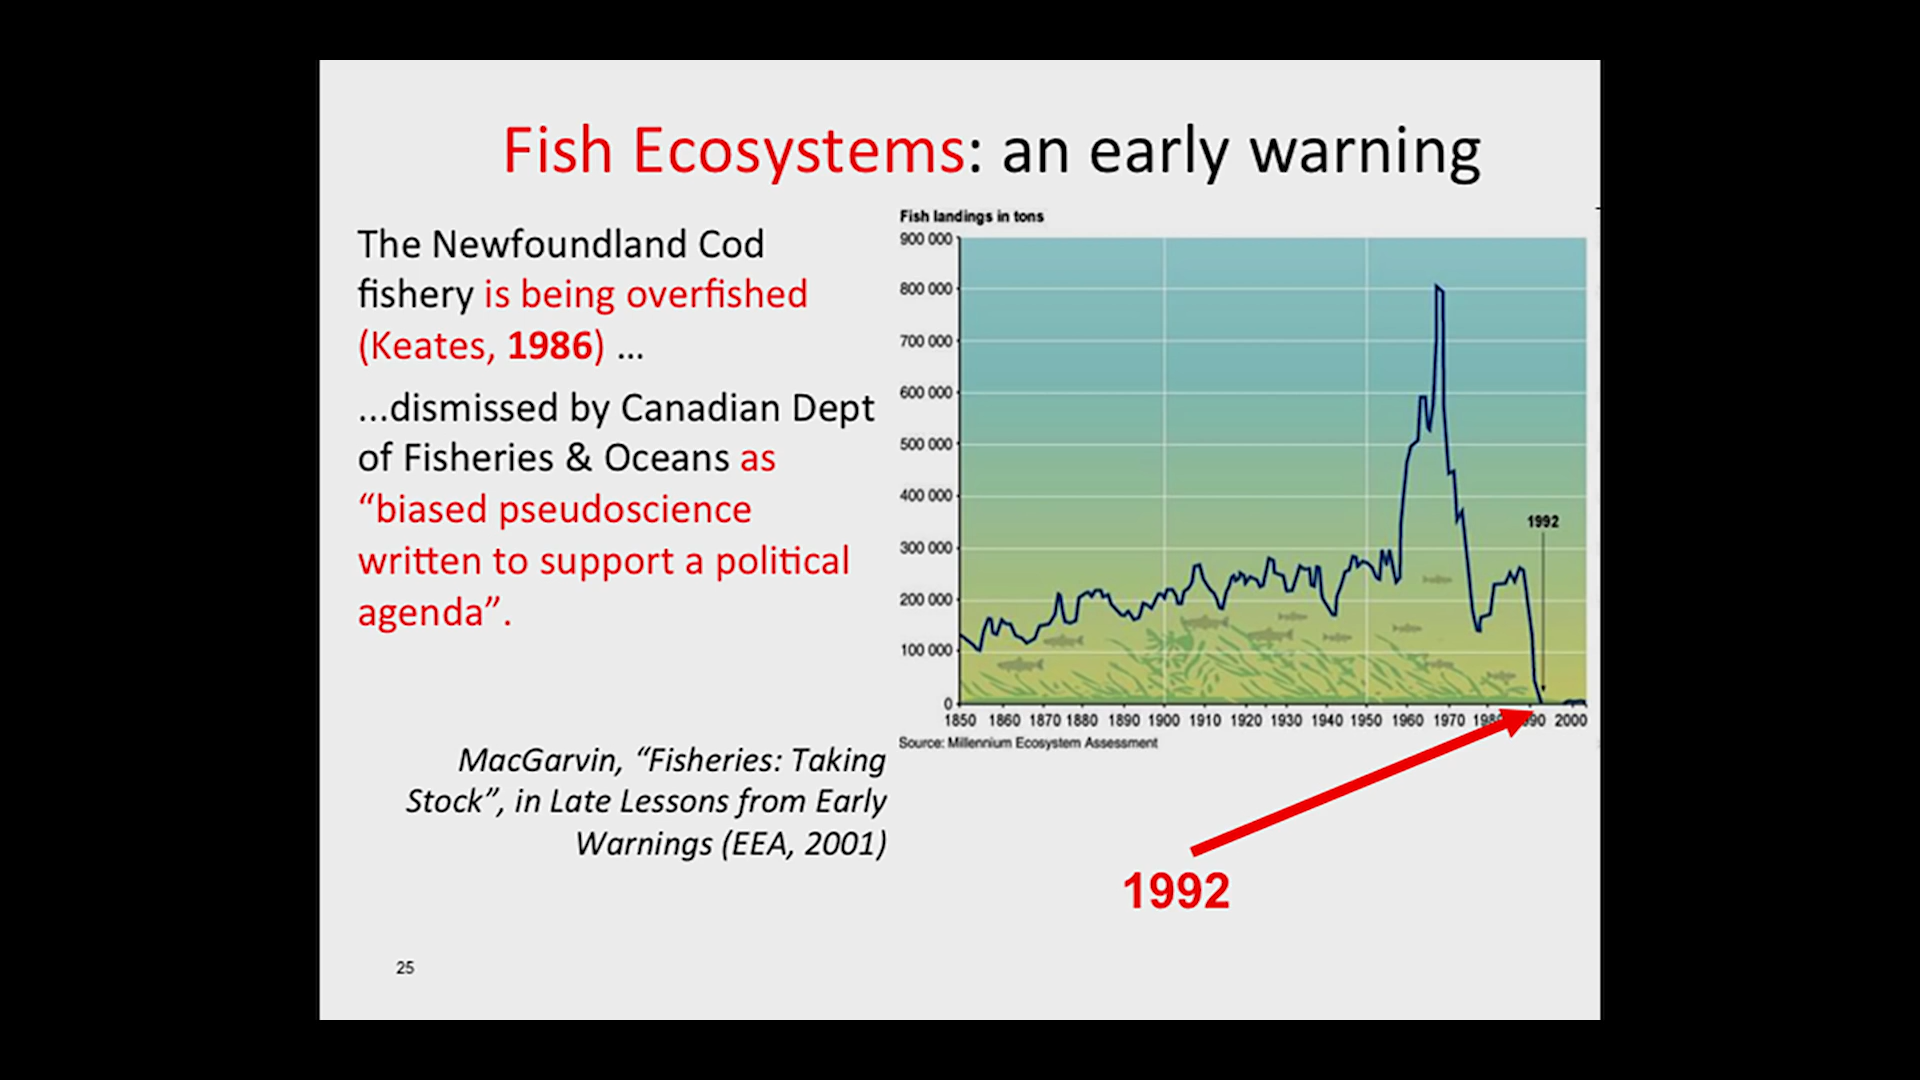 Fish Ecosystems: an early warning
The Newfoundland Cod
fishery is being overfished
(Keates, 1986) ...
...dismissed by Canadian Dept
of Fisheries & Oceans as
“biased pseudoscience
written to support a political
agenda”.
MacGarvin, “Fisheries: Taking
Stock”, in Late Lessons from Early
Warnings (EEA, 2001)
25
Fish landings in tons
900 000
800 000
700 000
600 000
500 000
400 000
300 000
200 000
100 000
0
1992
1850 1860 1870 1880 1890 1900 1910 1920 1930 1940 1950 1960 1970 2000
Source: Millennium Ecosystem Assessment
1992